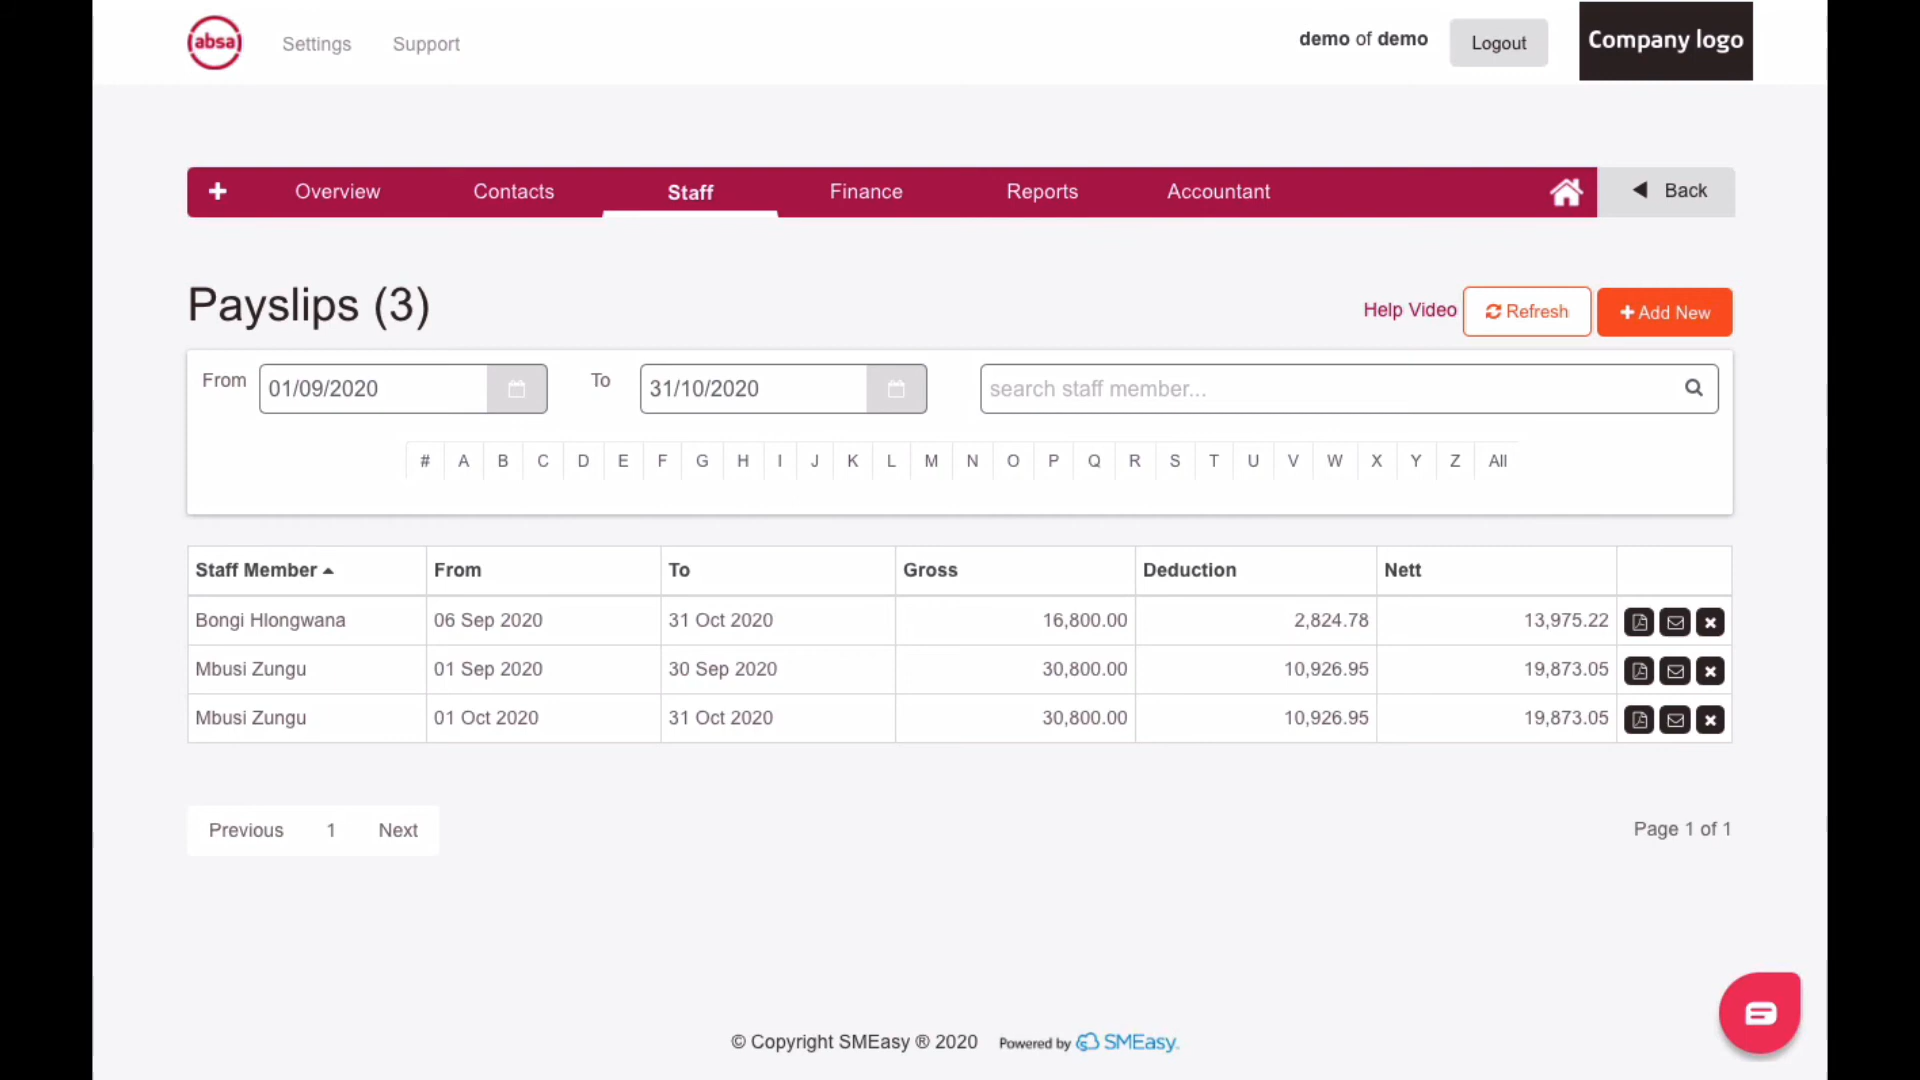 absa Settings Support demo of demo Logout Company logo
Overview Contacts Staff Finance Reports Accountant Back
Payslips (3) Help Video Refresh Add New
From 01/09/2020 To 31/10/2020 search staff member...
# A B C D E F G H I J K L M N O P Q R S T U V W X Y Z All
Staff Member From To Gross Deduction Nett
Bongi Hlongwana 06 Sep 2020 31 Oct 2020 16,800.00 2,824.78 13,975.22
Mbusi Zungu 01 Sep 2020 30 Sep 2020 30,800.00 10,926.95 19,873.05
Mbusi Zungu 01 Oct 2020 31 Oct 2020 30,800.00 10,926.95 19,873.05
Previous 1 Next Page 1 of 1
© Copyright SMEasy ® 2020 Powered by SMEasy.